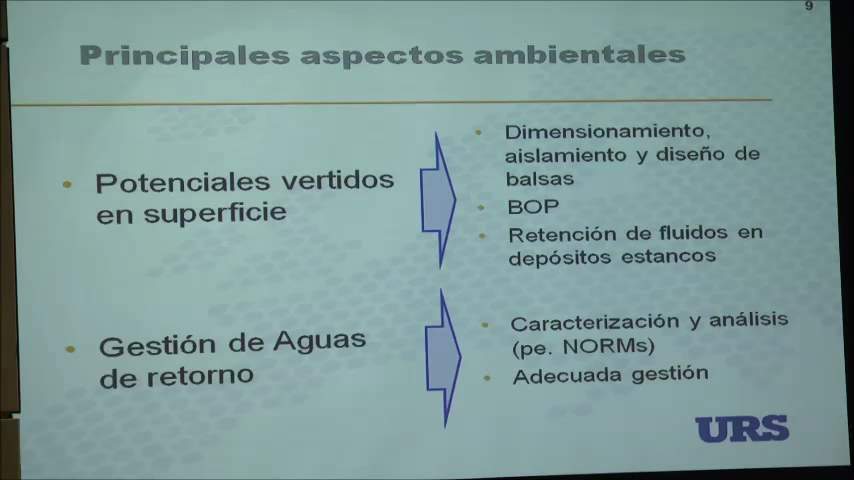 9
Principales aspectos ambientales
• Potenciales vertidos
en superficie
• Dimensionamiento,
aislamiento y diseño de
balsas
• BOP
• Retención de fluidos en
depósitos estancos
• Gestión de Aguas
de retorno
• Caracterización y análisis
(pe. NORMs)
• Adecuada gestión
URS